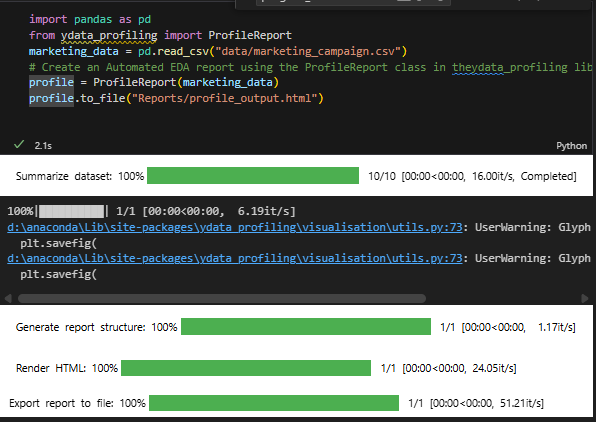 import pandas as pd
from ydata_profiling import ProfileReport
marketing_data = pd.read_csv("data/marketing_campaign.csv")
# Create an Automated EDA report using the ProfileReport class in theydata_profiling lib
profile = ProfileReport(marketing_data)
profile.to_file("Reports/profile_output.html")
2.1s Python
Summarize dataset: 100% 10/10 [00:00<00:00, 16.00it/s, Completed]
100%|██████████| 1/1 [00:00<00:00, 6.19it/s]
d:\anaconda\Lib\site-packages\ydata_profiling\visualisation\utils.py:73: UserWarning: Glyph
plt.savefig(
d:\anaconda\Lib\site-packages\ydata_profiling\visualisation\utils.py:73: UserWarning: Glyph
plt.savefig(
Generate report structure: 100% 1/1 [00:00<00:00, 1.17it/s]
Render HTML: 100% 1/1 [00:00<00:00, 24.05it/s]
Export report to file: 100% 1/1 [00:00<00:00, 51.21it/s]